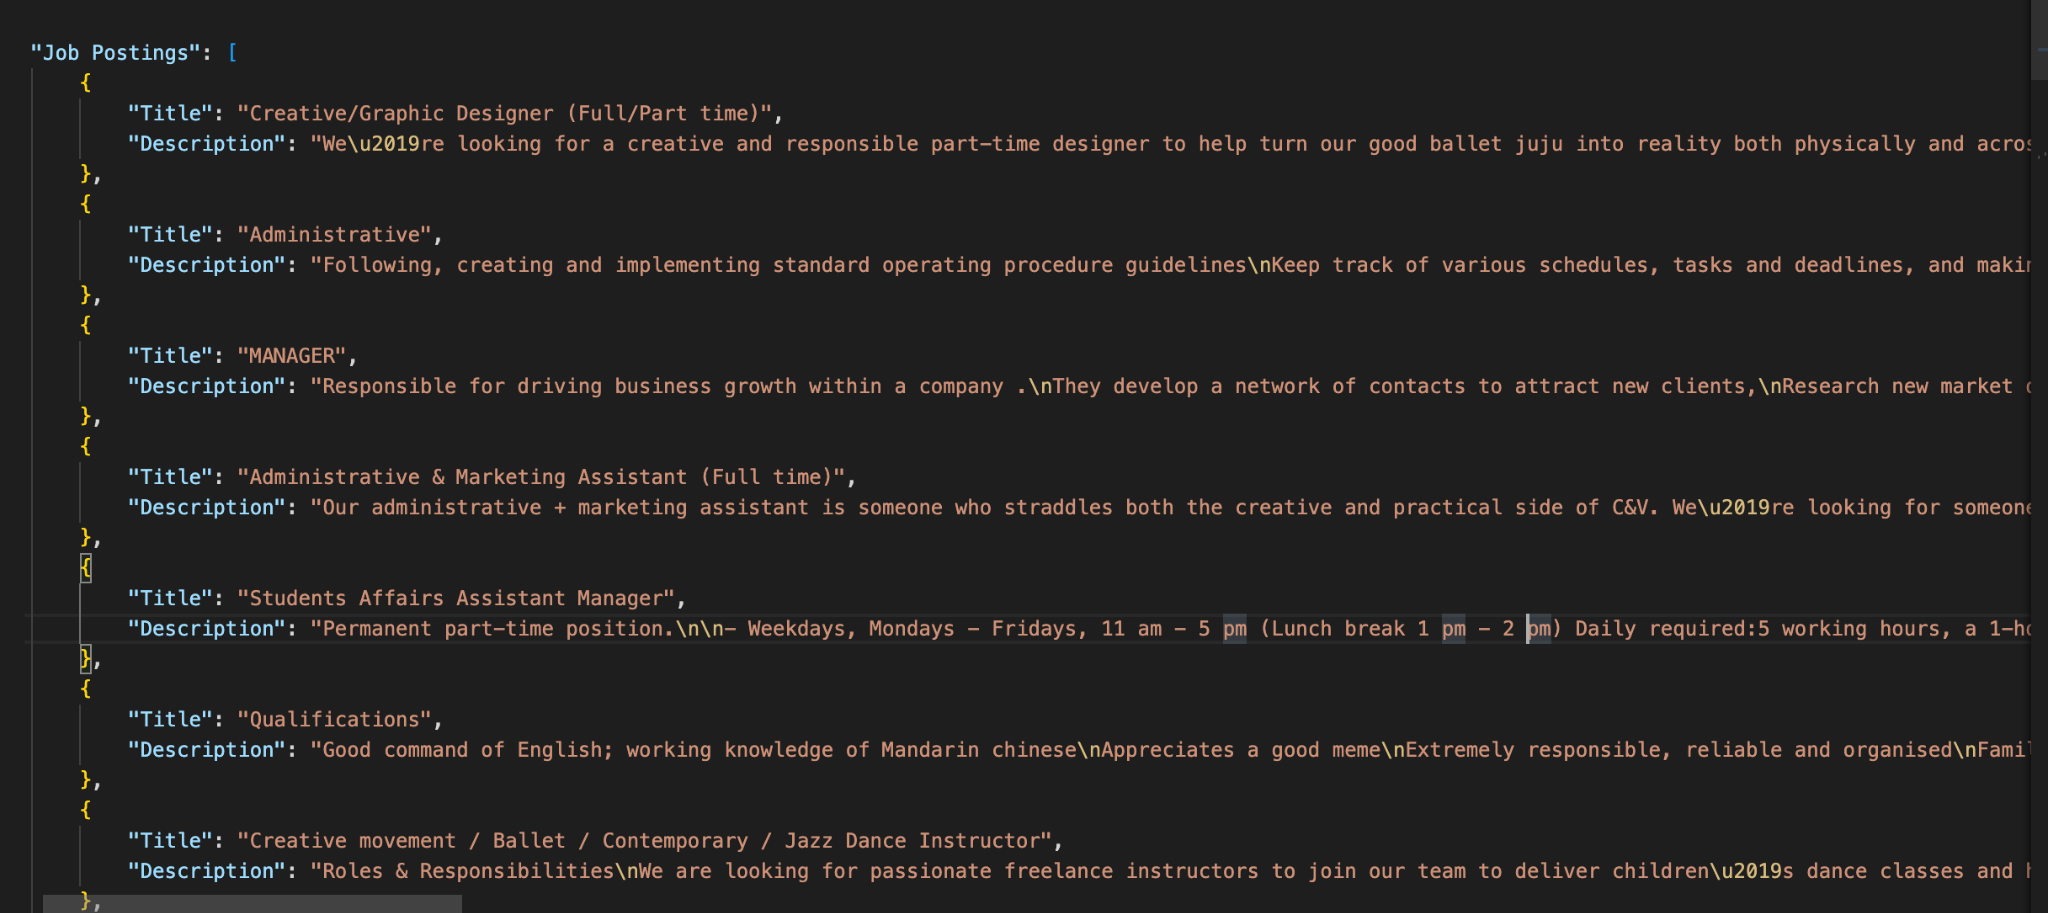 "Job Postings": [
{
"Title": "Creative/Graphic Designer (Full/Part time)",
"Description": "We\u2019re looking for a creative and responsible part-time designer to help turn our good ballet juju into reality both physically and acros
},
{
"Title": "Administrative",
"Description": "Following, creating and implementing standard operating procedure guidelines\nKeep track of various schedules, tasks and deadlines, and makin
},
{
"Title": "MANAGER",
"Description": "Responsible for driving business growth within a company .\nThey develop a network of contacts to attract new clients,\nResearch new market
},
{
"Title": "Administrative & Marketing Assistant (Full time)",
"Description": "Our administrative + marketing assistant is someone who straddles both the creative and practical side of C&V. We\u2019re looking for someone
},
{
"Title": "Students Affairs Assistant Manager",
"Description": "Permanent part-time position.\n\n- Weekdays, Mondays - Fridays, 11 am - 5 pm (Lunch break 1 pm - 2 pm) Daily required:5 working hours, a 1-ho
},
{
"Title": "Qualifications",
"Description": "Good command of English; working knowledge of Mandarin chinese\nAppreciates a good meme\nExtremely responsible, reliable and organised\nFamil
},
{
"Title": "Creative movement / Ballet / Contemporary / Jazz Dance Instructor",
"Description": "Roles & Responsibilities\nWe are looking for passionate freelance instructors to join our team to deliver children\u2019s dance classes and
},